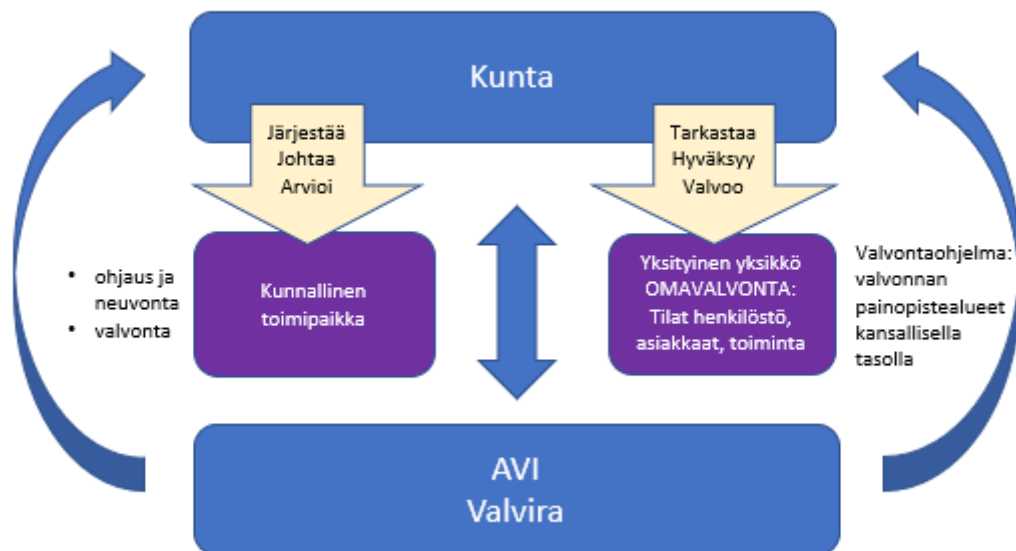 Kunta
Järjestää
Johtaa
Arvioi
Tarkastaa
Hyväksyy
Valvoo
• ohjaus ja
neuvonta
• valvonta
Kunnallinen
toimipaikka
Yksityinen yksikkö
OMAVALVONTA:
Tilat henkilöstö,
asiakkaat, toiminta
Valvontaohjelma:
valvonnan
painopistealueet
kansallisella
tasolla
AVI
Valvira